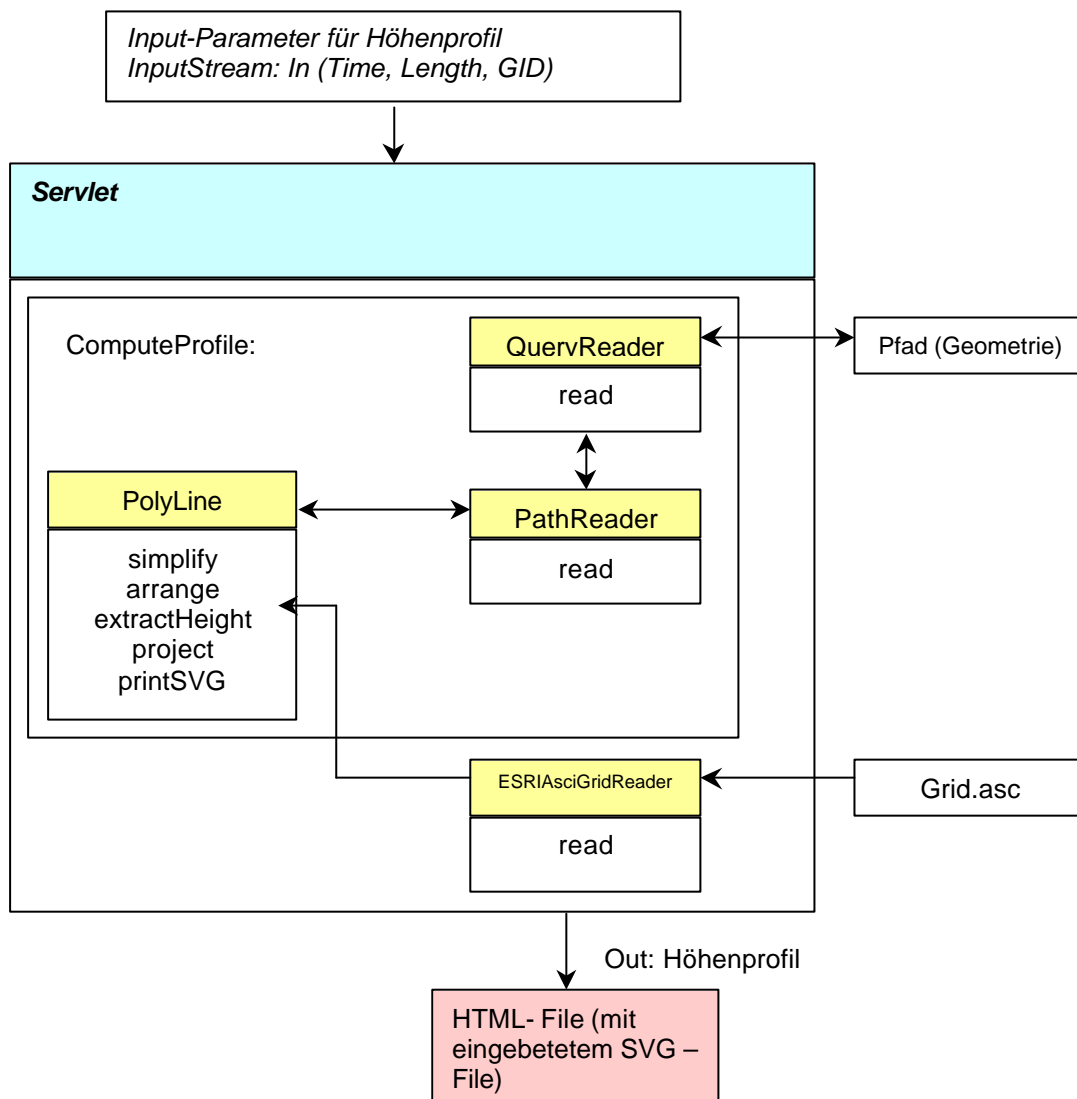 Input-Parameter für Höhenprofil
InputStream: In (Time, Length, GID)
Servlet
ComputeProfile:
QuervReader
read
Pfad (Geometrie)
PolyLine
simplify
arrange
extractHeight
project
printSVG
PathReader
read
ESRIAsciGridReader
read
Grid.asc
Out: Höhenprofil
HTML- File (mit
eingebetetem SVG –
File)